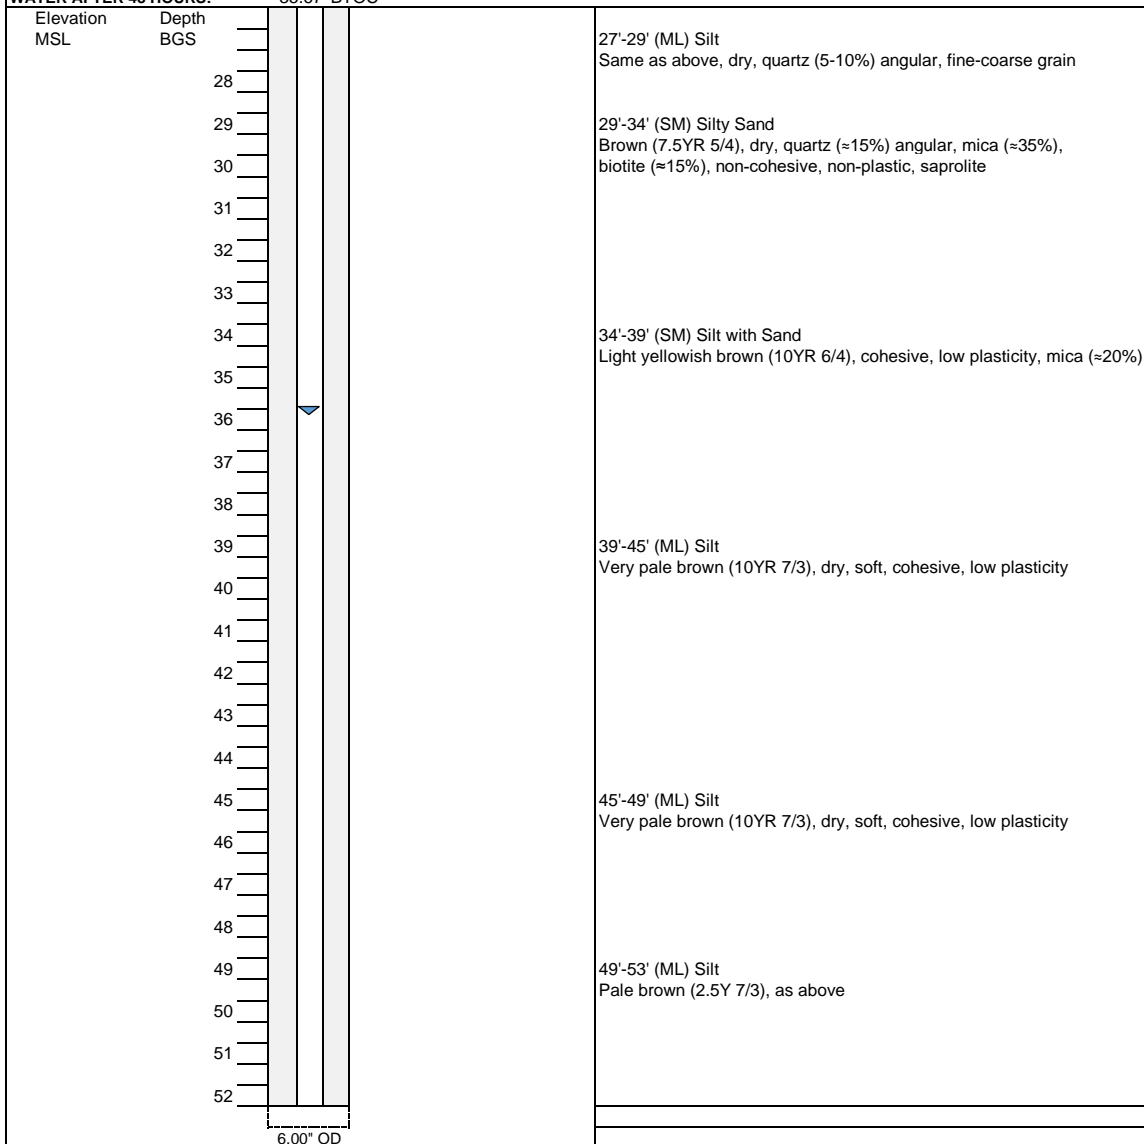 Elevation Depth
MSL BGS
27'-29' (ML) Silt
Same as above, dry, quartz (5-10%) angular, fine-coarse grain
28
29
29'-34' (SM) Silty Sand
Brown (7.5YR 5/4), dry, quartz (≈15%) angular, mica (≈35%),
30
biotite (≈15%), non-cohesive, non-plastic, saprolite
31
32
33
34
34'-39' (SM) Silt with Sand
Light yellowish brown (10YR 6/4), cohesive, low plasticity, mica (≈20%)
35
36
37
38
39
39'-45' (ML) Silt
Very pale brown (10YR 7/3), dry, soft, cohesive, low plasticity
40
41
42
43
44
45
45'-49' (ML) Silt
Very pale brown (10YR 7/3), dry, soft, cohesive, low plasticity
46
47
48
49
49'-53' (ML) Silt
Pale brown (2.5Y 7/3), as above
50
51
52
6.00" OD